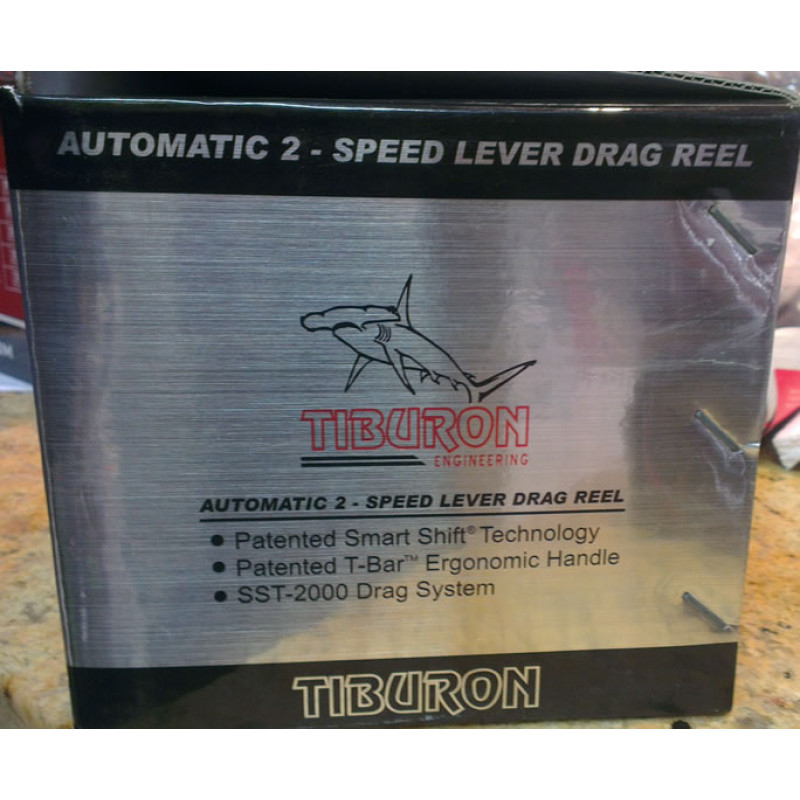 AUTOMATIC 2 - SPEED LEVER DRAG REEL
TIBURON
ENGINEERING
AUTOMATIC 2 - SPEED LEVER DRAG REEL
• Patented Smart Shift® Technology
• Patented T-Bar™ Ergonomic Handle
• SST-2000 Drag System
TIBURON